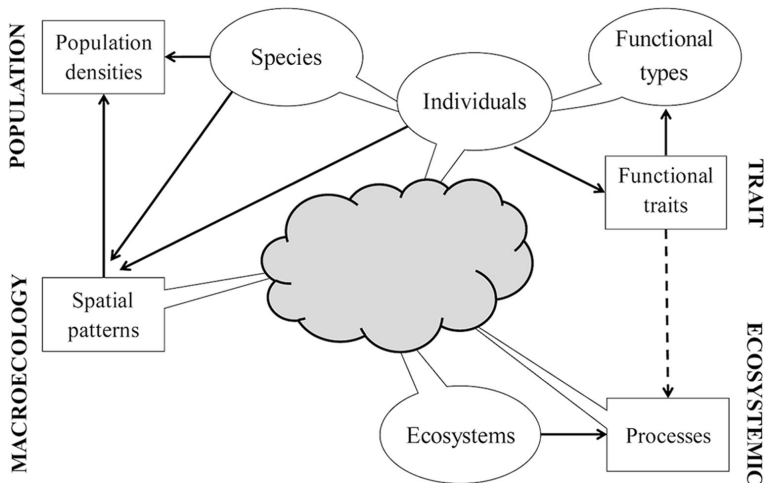 POPULATION
Population
densities
Species
Individuals
Functional
types
Functional
traits
TRAIT
MACROECOLOGY
Spatial
patterns
Ecosystems
Processes
ECOSYSTEMIC